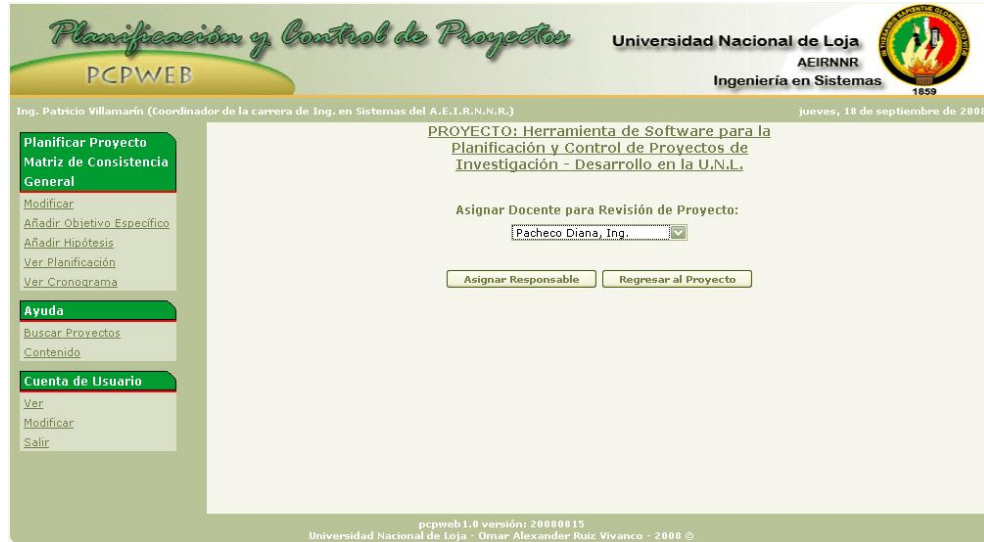 Planificación y Control de Proyectos
PCPWEB
Universidad Nacional de Loja
AEIRNNR
Ingeniería en Sistemas
1859
Ing. Patricio Villamarín (Coordinador de la carrera de Ing. en Sistemas del A.E.I.R.N.N.R.)
jueves, 18 de septiembre de 2008
Planificar Proyecto
Matriz de Consistencia
General
Modificar
Añadir Objetivo Específico
Añadir Hipótesis
Ver Planificación
Ver Cronograma
Ayuda
Buscar Proyectos
Contenido
Cuenta de Usuario
Ver
Modificar
Salir
PROYECTO: Herramienta de Software para la
Planificación y Control de Proyectos de
Investigación - Desarrollo en la U.N.L.
Asignar Docente para Revisión de Proyecto:
Pacheco Diana, Ing.
Asignar Responsable
Regresar al Proyecto
pcpweb1.0 versión: 20080815
Universidad Nacional de Loja - Omar Alexander Ruiz Vivanco - 2008 ©